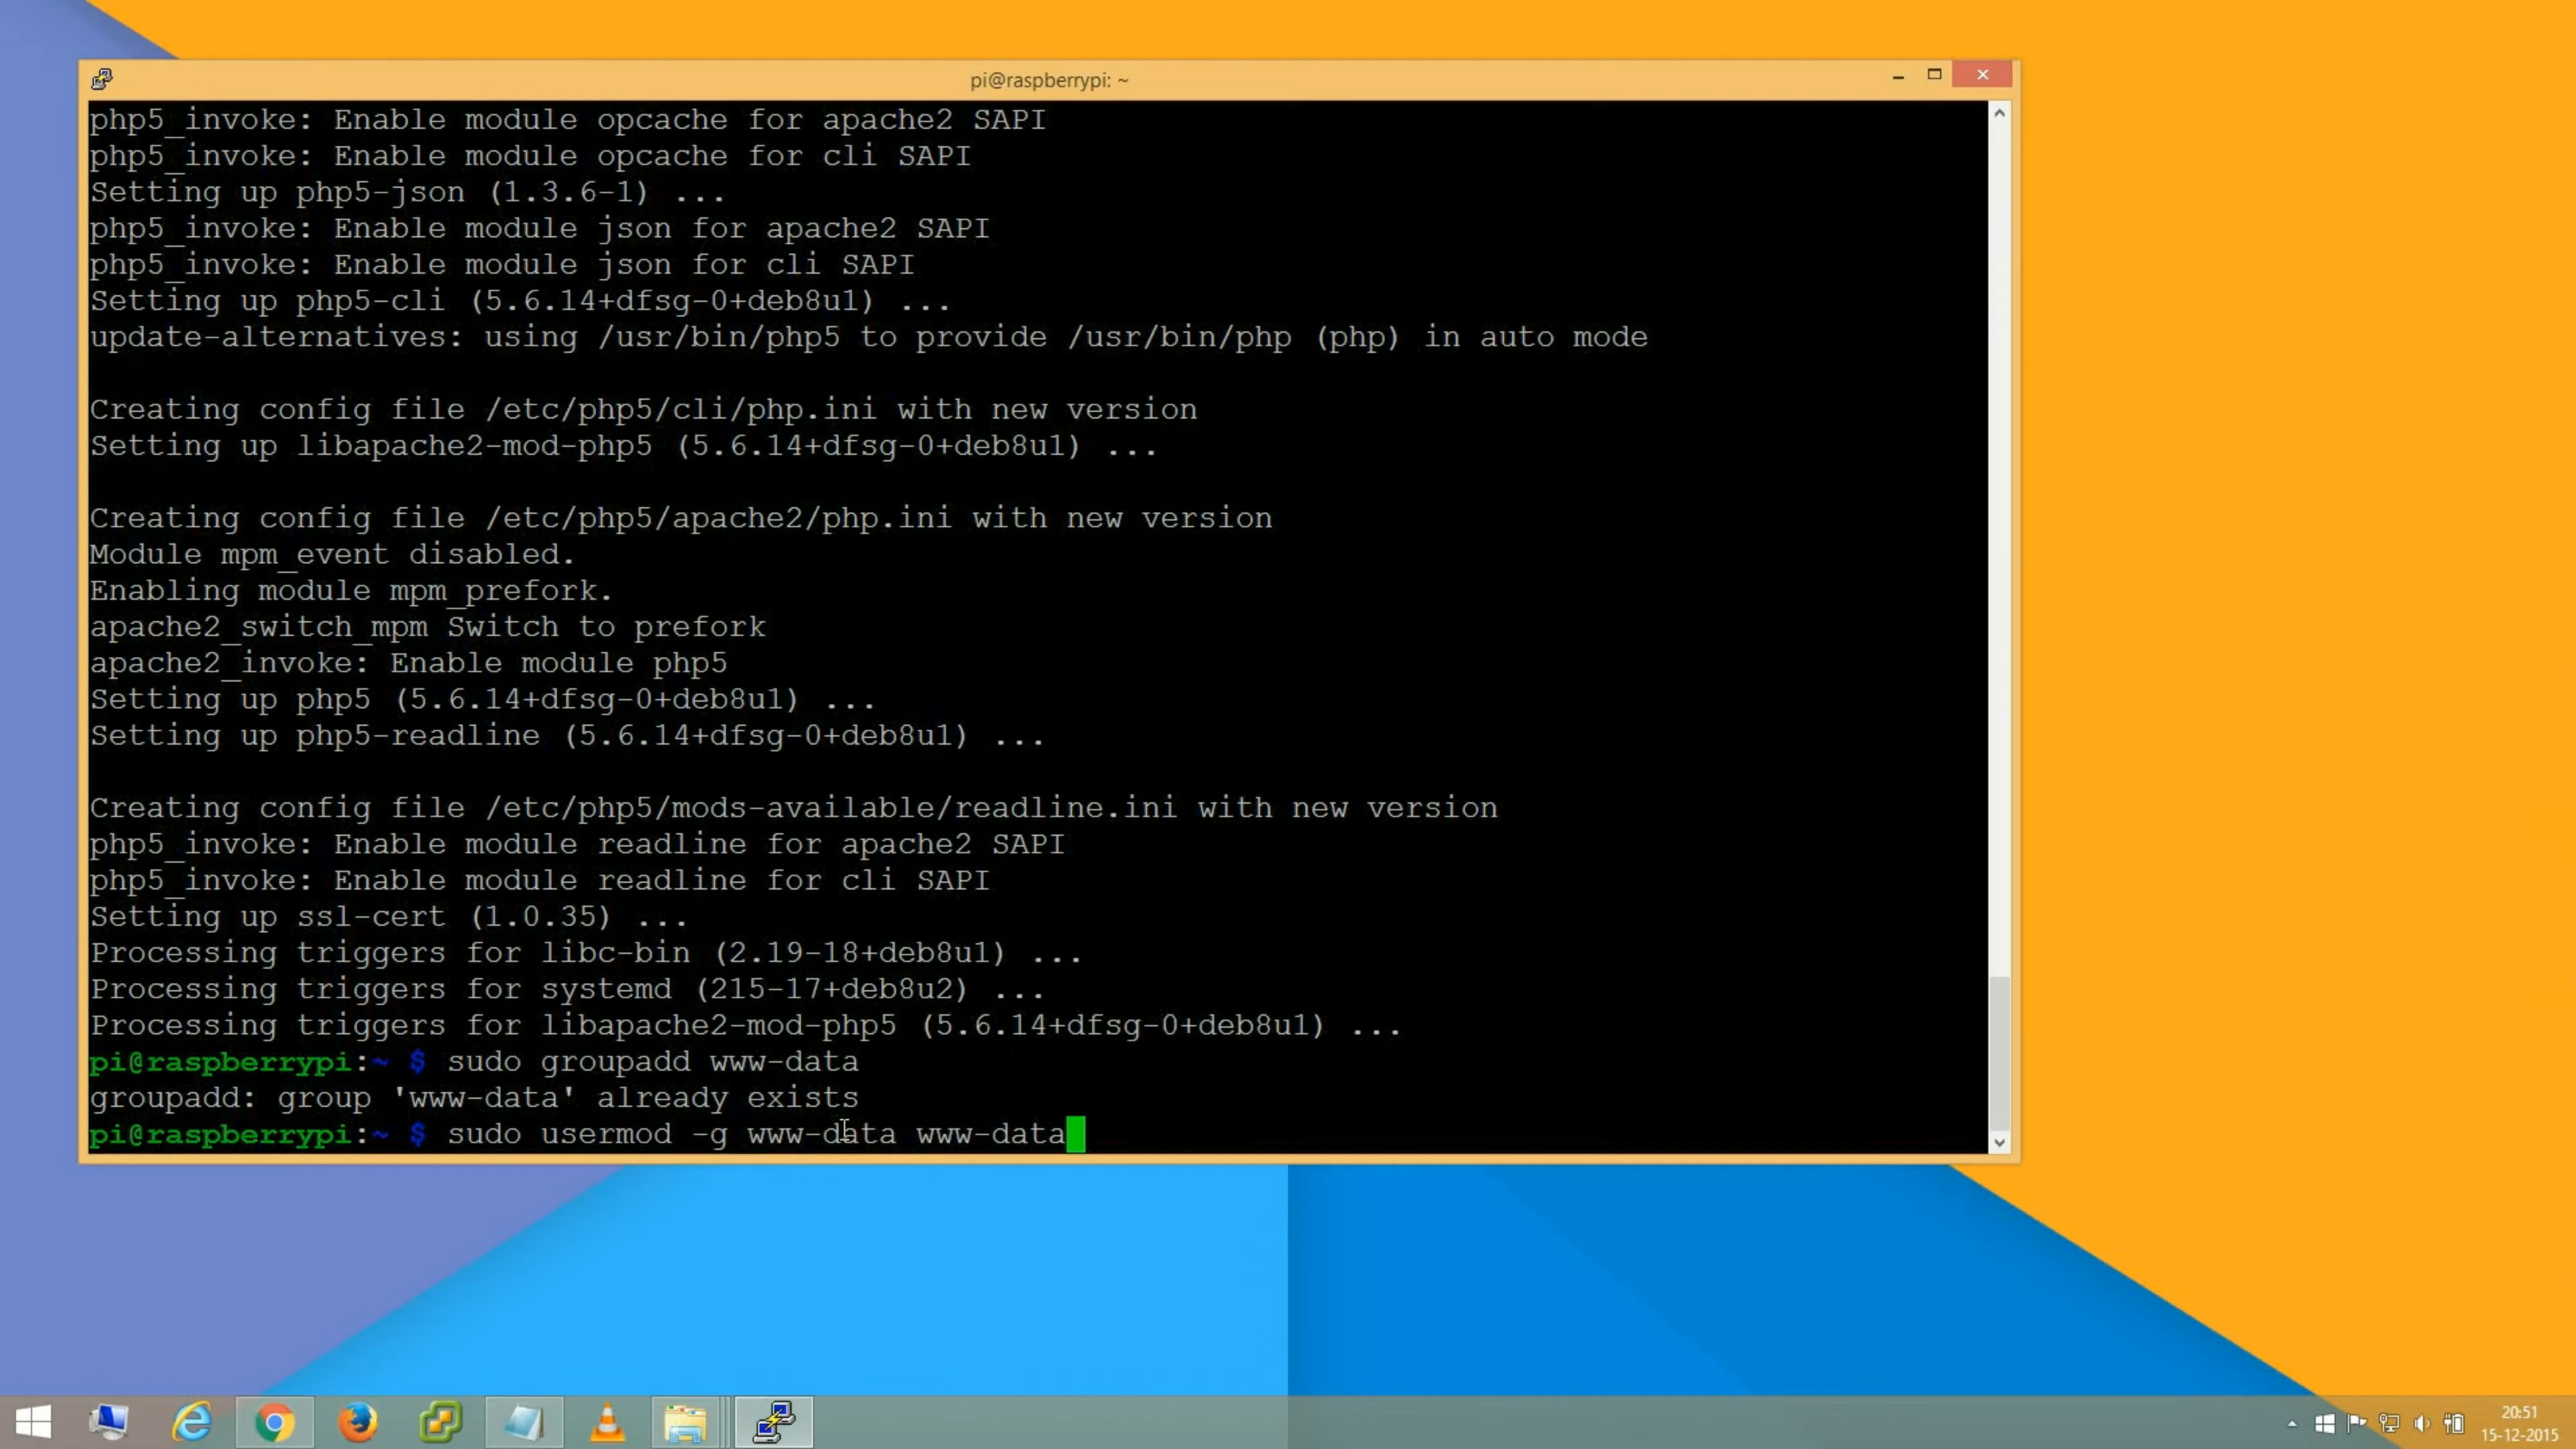 pi@raspberrypi: ~
php5_invoke: Enable module opcache for apache2 SAPI
php5_invoke: Enable module opcache for cli SAPI
Setting up php5-json (1.3.6-1) ...
php5_invoke: Enable module json for apache2 SAPI
php5_invoke: Enable module json for cli SAPI
Setting up php5-cli (5.6.14+dfsg-0+deb8u1) ...
update-alternatives: using /usr/bin/php5 to provide /usr/bin/php (php) in auto mode
Creating config file /etc/php5/cli/php.ini with new version
Setting up libapache2-mod-php5 (5.6.14+dfsg-0+deb8u1) ...
Creating config file /etc/php5/apache2/php.ini with new version
Module mpm_event disabled.
Enabling module mpm_prefork.
apache2_switch_mpm Switch to prefork
apache2_invoke: Enable module php5
Setting up php5 (5.6.14+dfsg-0+deb8u1) ...
Setting up php5-readline (5.6.14+dfsg-0+deb8u1) ...
Creating config file /etc/php5/mods-available/readline.ini with new version
php5_invoke: Enable module readline for apache2 SAPI
php5_invoke: Enable module readline for cli SAPI
Setting up ssl-cert (1.0.35) ...
Processing triggers for libc-bin (2.19-18+deb8u1) ...
Processing triggers for systemd (215-17+deb8u2) ...
Processing triggers for libapache2-mod-php5 (5.6.14+dfsg-0+deb8u1) ...
pi@raspberrypi:~ $ sudo groupadd www-data
groupadd: group 'www-data' already exists
pi@raspberrypi:~ $ sudo usermod -g www-data www-data
20:51
15-12-2015